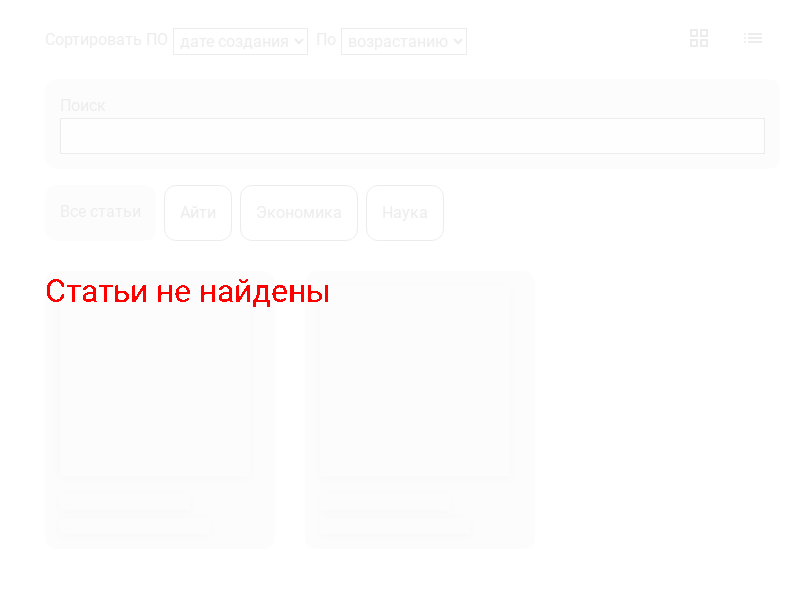 Сортировать ПО дате создания По возрастанию
Поиск
Все статьи Айти Экономика Наука
Статьи не найдены